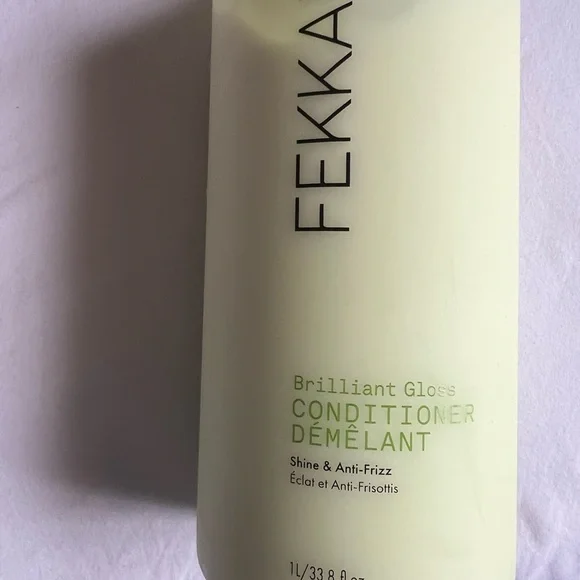 FEKKA
Brilliant Gloss
CONDITIONER
DÉMÊLANT
Shine & Anti-Frizz
Éclat et Anti-Frisottis
1L/33.8 fl oz